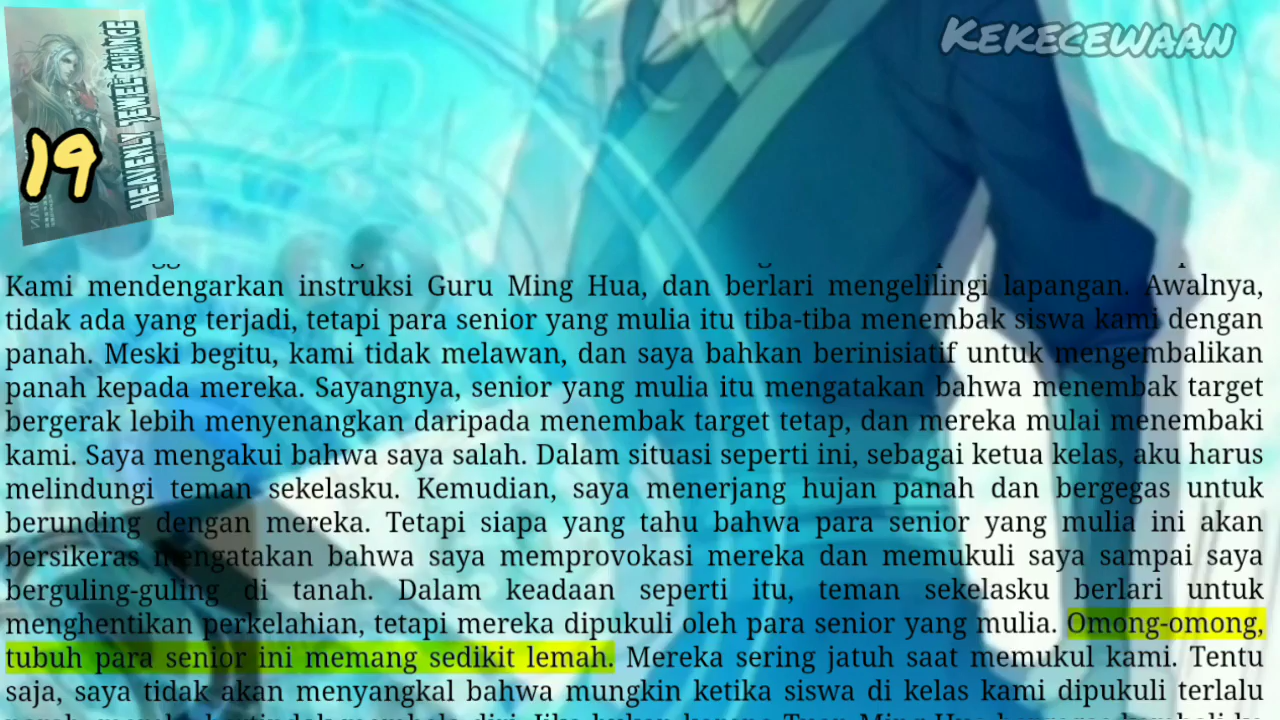 Kekecewaan
HEAVENLY JEWEL CHANGE
19
Kami mendengarkan instruksi Guru Ming Hua, dan berlari mengelilingi lapangan. Awalnya,
tidak ada yang terjadi, tetapi para senior yang mulia itu tiba-tiba menembak siswa kami dengan
panah. Meski begitu, kami tidak melawan, dan saya bahkan berinisiatif untuk mengembalikan
panah kepada mereka. Sayangnya, senior yang mulia itu mengatakan bahwa menembak target
bergerak lebih menyenangkan daripada menembak target tetap, dan mereka mulai menembaki
kami. Saya mengakui bahwa saya salah. Dalam situasi seperti ini, sebagai ketua kelas, aku harus
melindungi teman sekelasku. Kemudian, saya menerjang hujan panah dan bergegas untuk
berunding dengan mereka. Tetapi siapa yang tahu bahwa para senior yang mulia ini akan
bersikeras mengatakan bahwa saya memprovokasi mereka dan memukuli saya sampai saya
berguling-guling di tanah. Dalam keadaan seperti itu, teman sekelasku berlari untuk
menghentikan perkelahian, tetapi mereka dipukuli oleh para senior yang mulia. Omong-omong,
tubuh para senior ini memang sedikit lemah. Mereka sering jatuh saat memukul kami. Tentu
saja, saya tidak akan menyangkal bahwa mungkin ketika siswa di kelas kami dipukuli terlalu